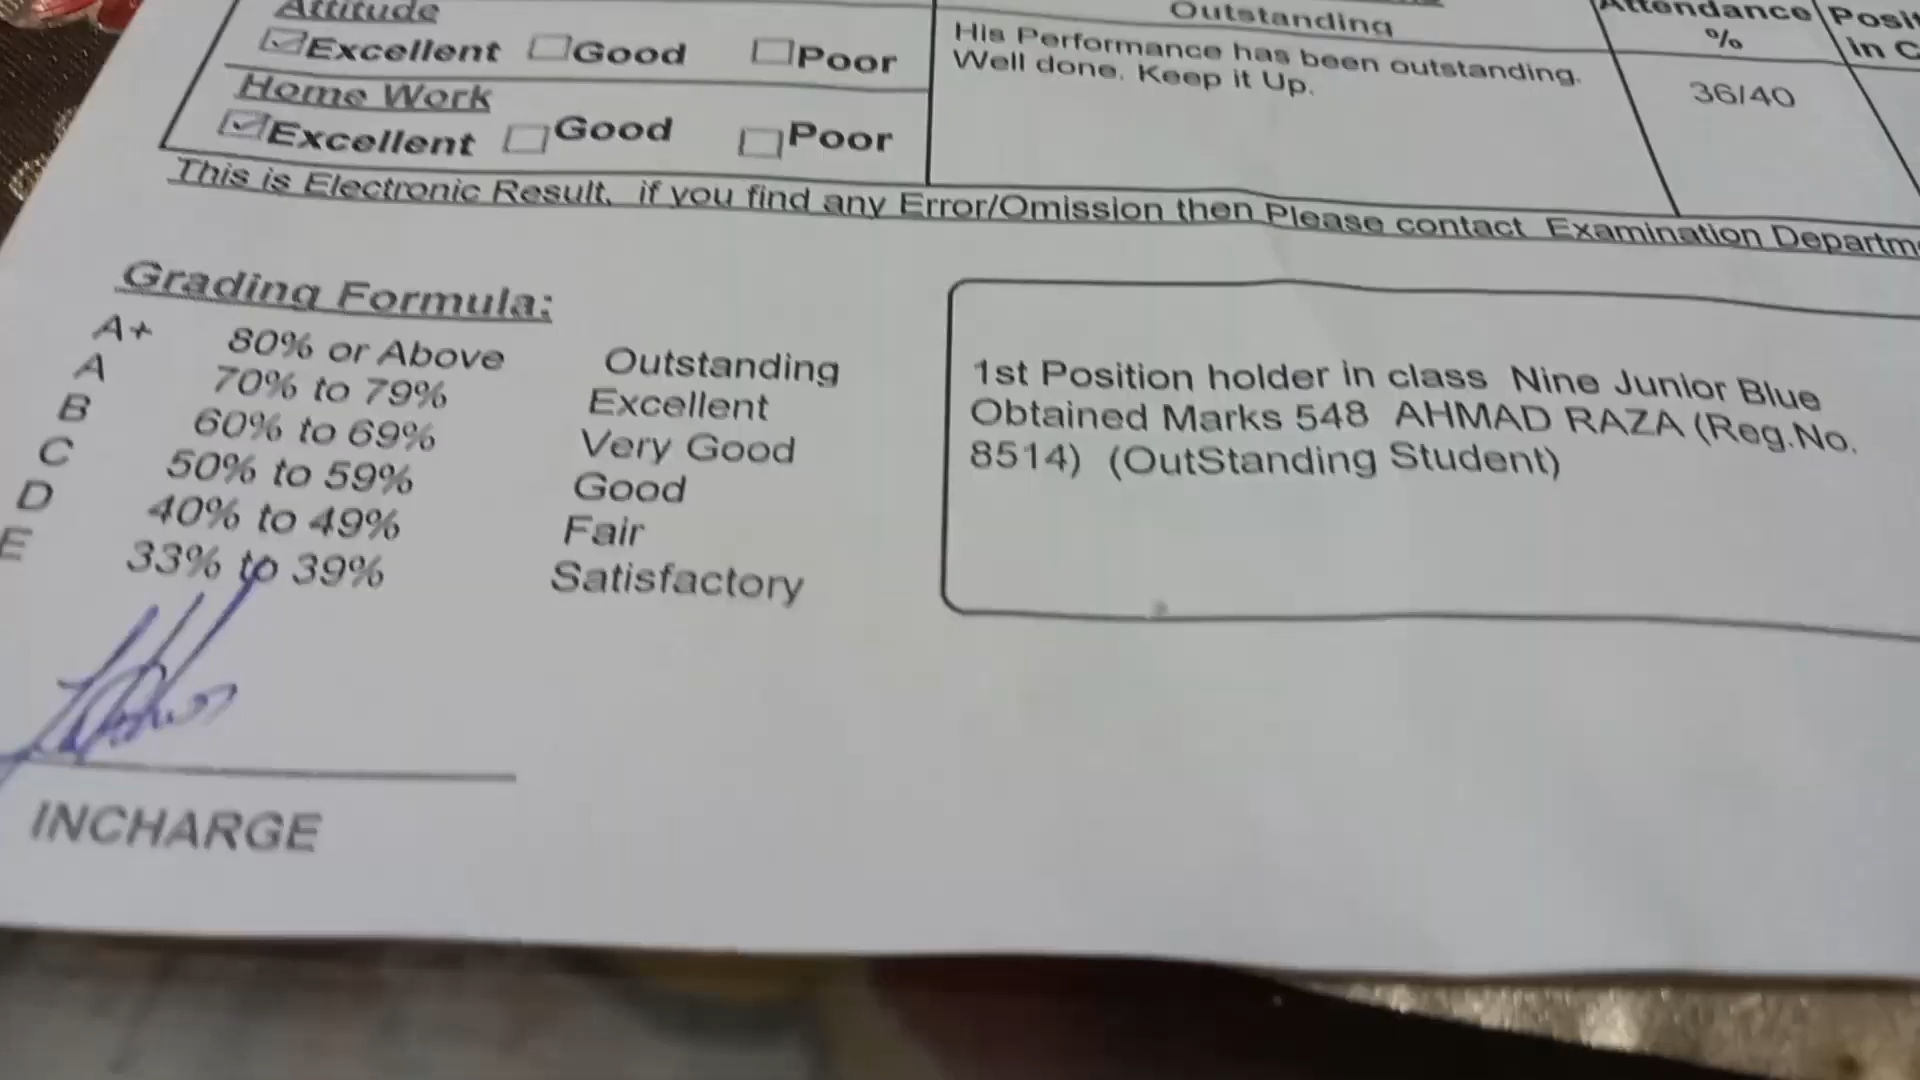 Attitude
Excellent Good Poor
Home Work
Excellent Good Poor
Outstanding
His Performance has been outstanding.
Well done. Keep it Up.
Attendance
%
36/40
in
This is Electronic Result, if you find any Error/Omission then Please contact Examination
Grading Formula:
A+ 80% or Above Outstanding
A 70% to 79% Excellent
B 60% to 69% Very Good
C 50% to 59% Good
D 40% to 49% Fair
E 33% to 39% Satisfactory
1st Position holder in class Nine Junior Blue
Obtained Marks 548 AHMAD RAZA (Reg.No.
8514) (OutStanding Student)
INCHARGE